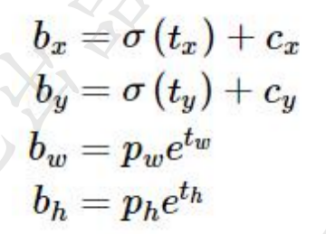 b_x = σ(t_x) + c_x
b_y = σ(t_y) + c_y
b_w = p_w e^{t_w}
b_h = p_h e^{t_h}